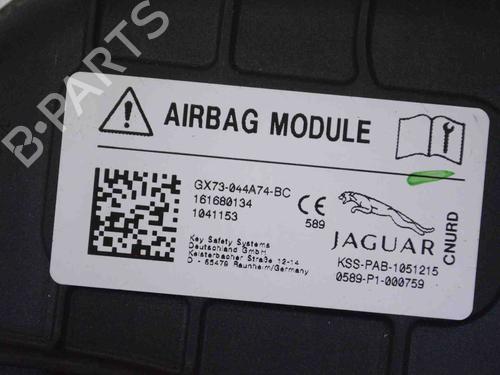 B-PARTS
AIRBAG MODULE
GX73-044A74-BC
161680134
1041153
CE
589
Key Safety Systems
Deutschland GmbH
Kelsterbacher Straße 12-14
D - 65479 Raunheim/Germany
JAGUAR
CNURD
KSS-PAB-1051215
0589-P1-000759